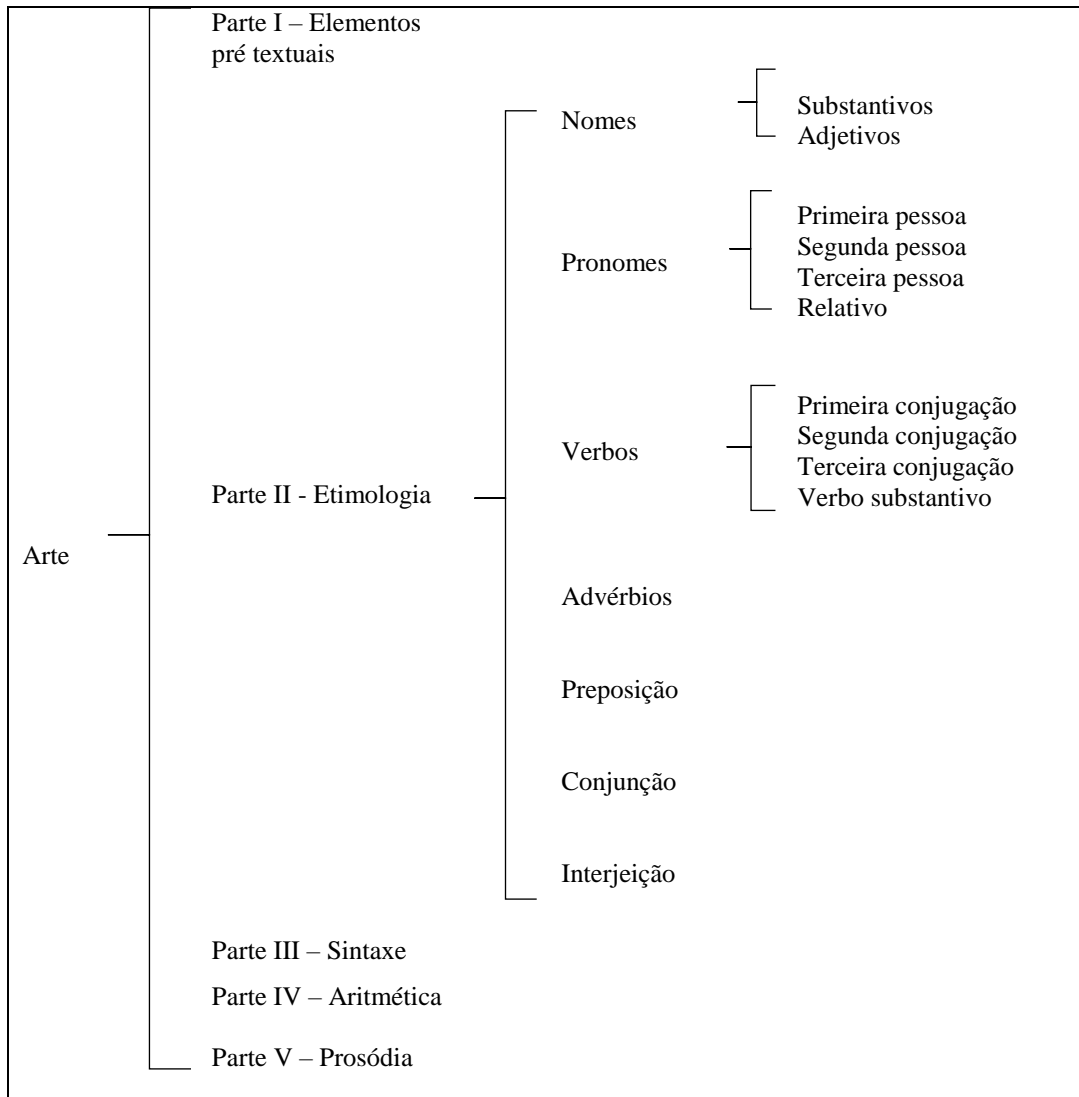 Parte I – Elementos
pré textuais
Nomes
Substantivos
Adjetivos
Pronomes
Primeira pessoa
Segunda pessoa
Terceira pessoa
Relativo
Verbos
Primeira conjugação
Segunda conjugação
Terceira conjugação
Verbo substantivo
Parte II - Etimologia
Arte
Advérbios
Preposição
Conjunção
Interjeição
Parte III – Sintaxe
Parte IV – Aritmética
Parte V – Prosódia